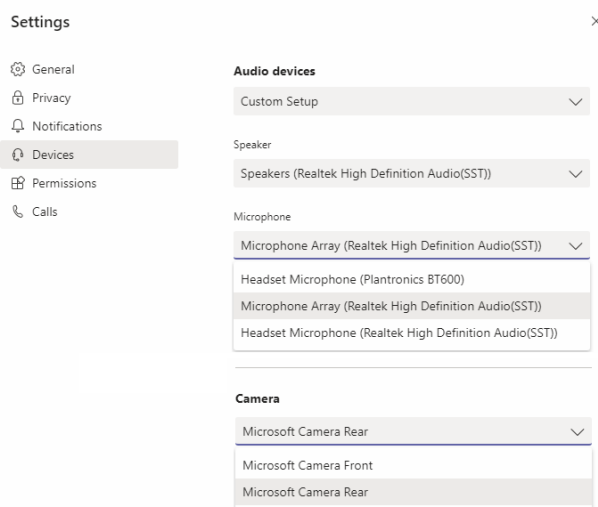 Settings
General
Privacy
Notifications
Devices
Permissions
Calls
Audio devices
Custom Setup
Speaker
Speakers (Realtek High Definition Audio(SST))
Microphone
Microphone Array (Realtek High Definition Audio(SST))
Headset Microphone (Plantronics BT600)
Microphone Array (Realtek High Definition Audio(SST))
Headset Microphone (Realtek High Definition Audio(SST))
Camera
Microsoft Camera Rear
Microsoft Camera Front
Microsoft Camera Rear